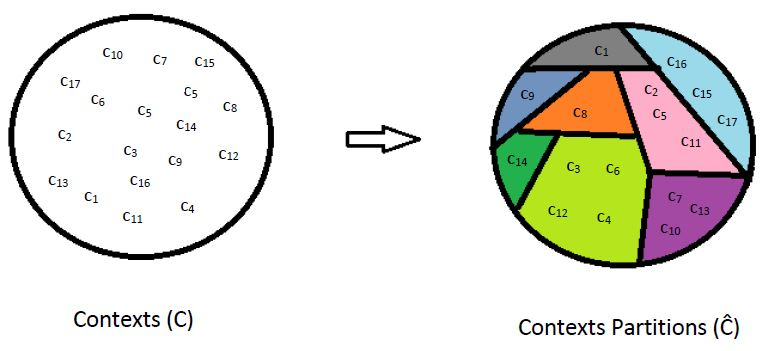 C10 C7 C15
C17 C6 C5 C5 C8
C2 C14 C12
C3 C9
C13 C16
C1 C11 C4
Contexts (C)
C1
C16
C9 C2 C15
C8 C5 C17
C11
C14 C3 C6
C12 C4
C7 C13
C10
Contexts Partitions (Ĉ)